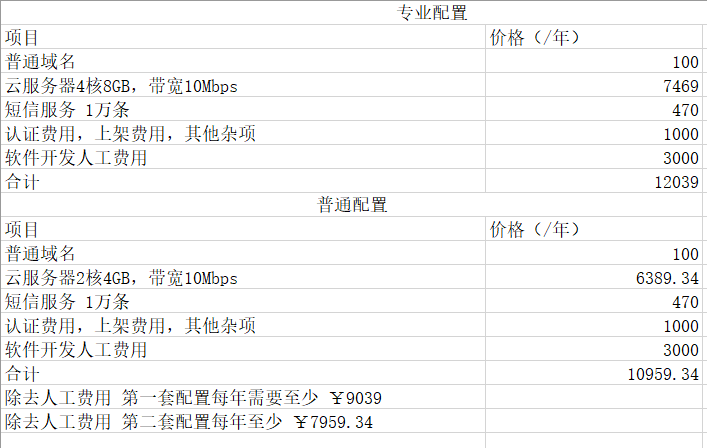 专业配置
项目 价格（/年）
普通域名 100
云服务器4核8GB，带宽10Mbps 7469
短信服务 1万条 470
认证费用，上架费用，其他杂项 1000
软件开发人工费用 3000
合计 12039
普通配置
项目 价格（/年）
普通域名 100
云服务器2核4GB，带宽10Mbps 6389.34
短信服务 1万条 470
认证费用，上架费用，其他杂项 1000
软件开发人工费用 3000
合计 10959.34
除去人工费用 第一套配置每年需要至少 ￥9039
除去人工费用 第二套配置每年至少 ￥7959.34